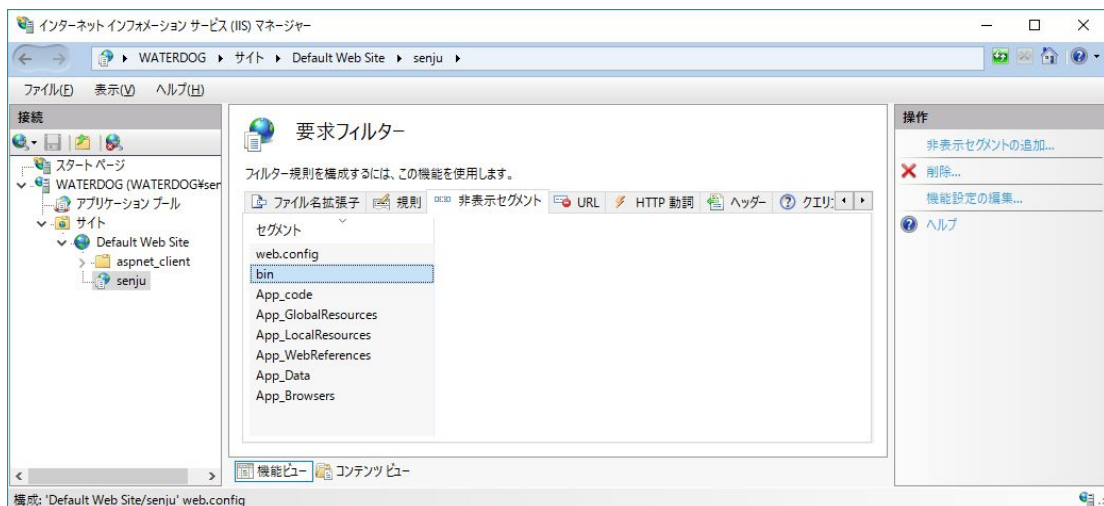 インターネット インフォメーション サービス (IIS) マネージャー
WATERDOG サイト Default Web Site senju
ファイル(F) 表示(V) ヘルプ(H)
接続
スタート ページ
WATERDOG (WATERDOG¥ser
アプリケーション プール
サイト
Default Web Site
aspnet_client
senju
要求フィルター
フィルター規則を構成するには、この機能を使用します。
ファイル名拡張子 規則 非表示セグメント URL HTTP 動詞 ヘッダー クエリ
セグメント
web.config
bin
App_code
App_GlobalResources
App_LocalResources
App_WebReferences
App_Data
App_Browsers
機能ビュー コンテンツ ビュー
操作
非表示セグメントの追加...
削除...
機能設定の編集...
ヘルプ
構成: 'Default Web Site/senju' web.config